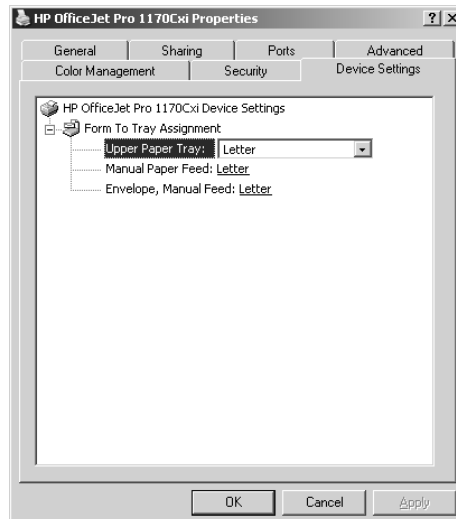 HP OfficeJet Pro 1170Cxi Properties
General Sharing Ports Advanced
Color Management Security Device Settings
HP OfficeJet Pro 1170Cxi Device Settings
Form To Tray Assignment
Upper Paper Tray: Letter
Manual Paper Feed: Letter
Envelope, Manual Feed: Letter
OK Cancel Apply